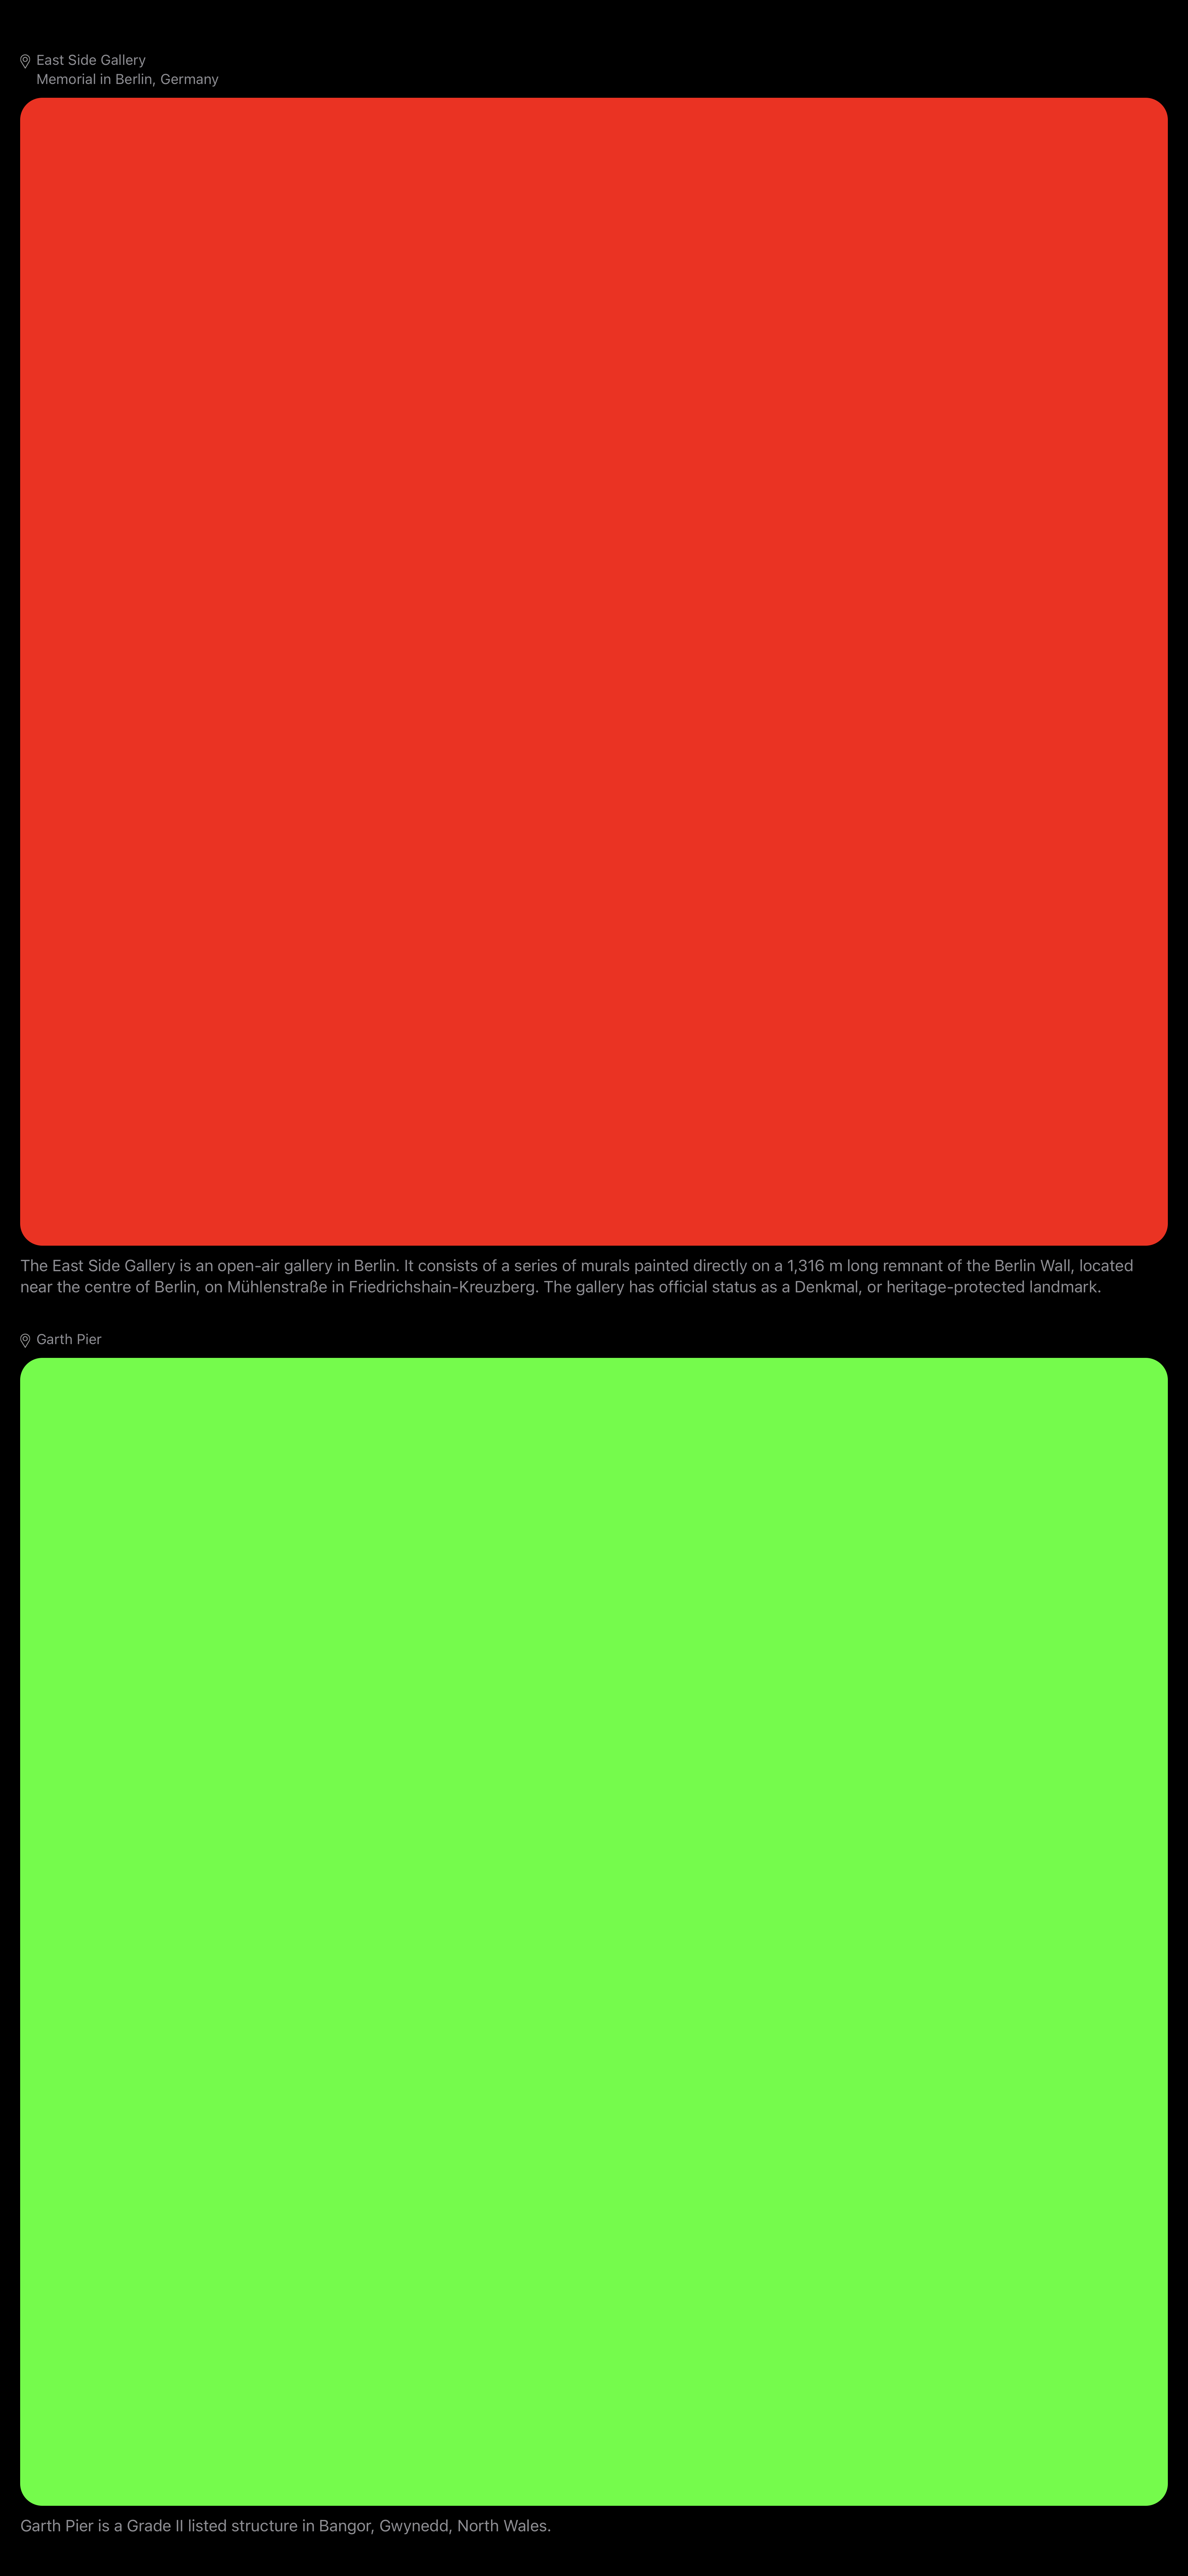 East Side Gallery
Memorial in Berlin, Germany
The East Side Gallery is an open-air gallery in Berlin. It consists of a series of murals painted directly on a 1,316 m long remnant of the Berlin Wall, located
near the centre of Berlin, on Mühlenstraße in Friedrichshain-Kreuzberg. The gallery has official status as a Denkmal, or heritage-protected landmark.
Garth Pier
Garth Pier is a Grade II listed structure in Bangor, Gwynedd, North Wales.